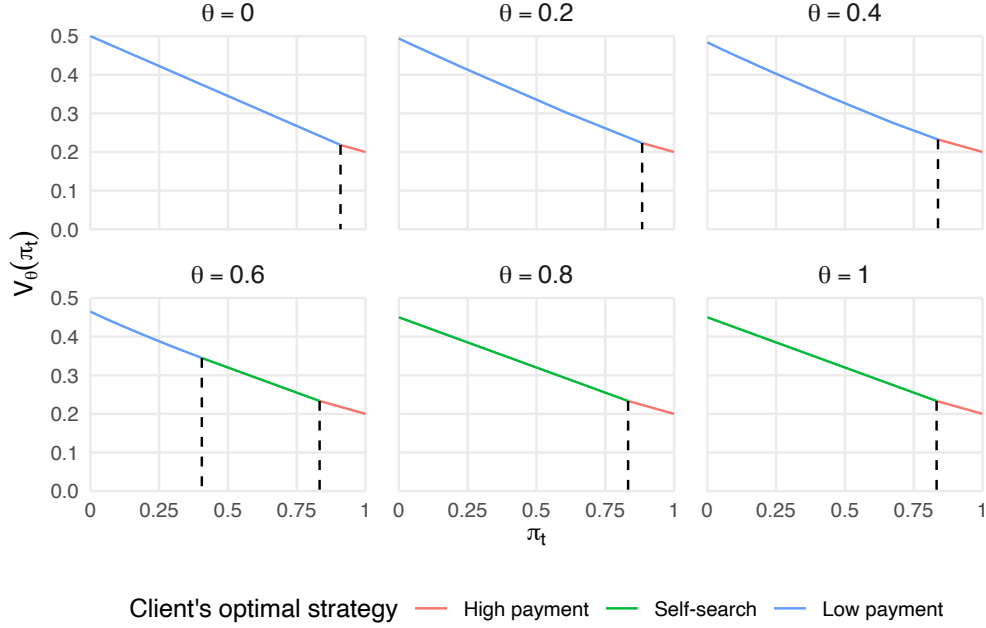 θ = 0
θ = 0.2
θ = 0.4
0.5
0.4
0.3
0.2
0.1
0.0
V_θ(π_t)
θ = 0.6
θ = 0.8
θ = 1
0.5
0.4
0.3
0.2
0.1
0.0
0 0.25 0.5 0.75 1
0 0.25 0.5 0.75 1
0 0.25 0.5 0.75 1
π_t
Client's optimal strategy High payment Self-search Low payment